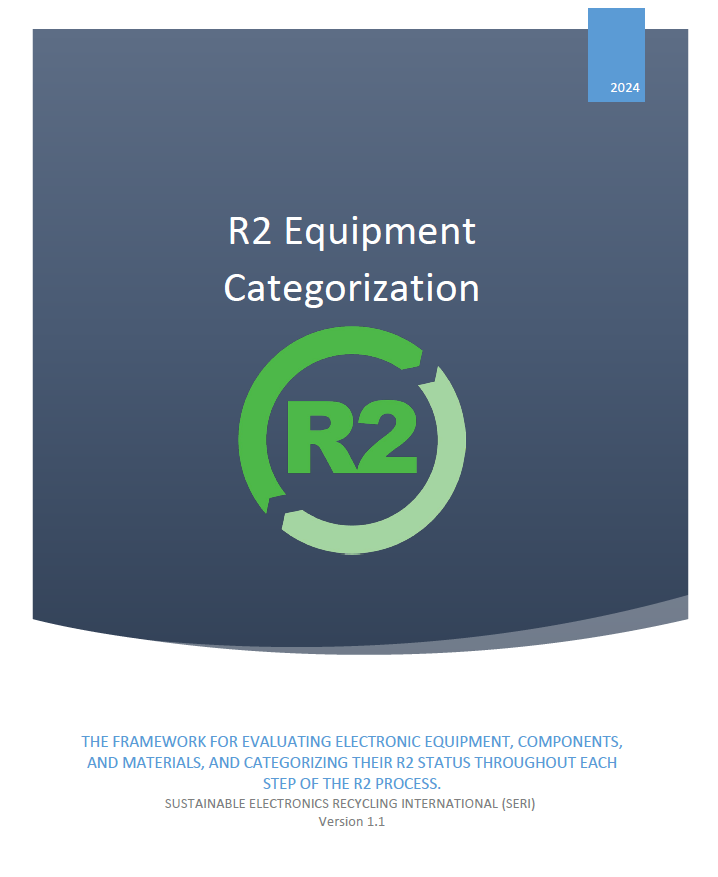 2024
R2 Equipment
Categorization
R2
THE FRAMEWORK FOR EVALUATING ELECTRONIC EQUIPMENT, COMPONENTS,
AND MATERIALS, AND CATEGORIZING THEIR R2 STATUS THROUGHOUT EACH
STEP OF THE R2 PROCESS.
SUSTAINABLE ELECTRONICS RECYCLING INTERNATIONAL (SERI)
Version 1.1